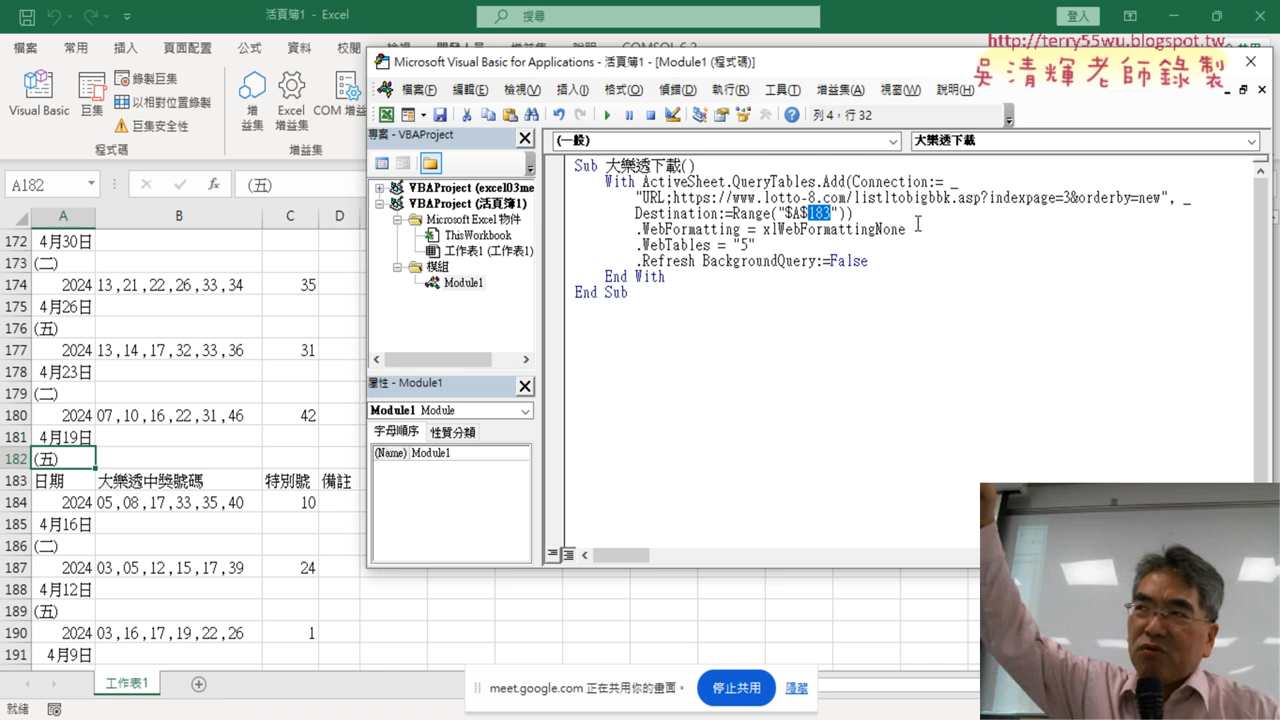 活頁簿1 - Excel
搜尋
登入
檔案 常用 插入 頁面配置 公式 資料 校閱
http://terry55wu.blogspot.tw
吳清輝老師錄製
Visual Basic
巨集
錄製巨集
以相對位置錄製
巨集安全性
程式碼
增益集
Excel 增益集
COM 增益
增益集
A182
(五)
A B C D
172 4月30日
173 (二)
174 2024 13,21,22,26,33,34 35
175 4月26日
176 (五)
177 2024 13,14,17,32,33,36 31
178 4月23日
179 (二)
180 2024 07,10,16,22,31,46 42
181 4月19日
182 (五)
183 日期 大樂透中獎號碼 特別號 備註
184 2024 05,08,17,33,35,40 10
185 4月16日
186 (二)
187 2024 03,05,12,15,17,39 24
188 4月12日
189 (五)
190 2024 03,16,17,19,22,26 1
191 4月9日
工作表1
就緒
Microsoft Visual Basic for Applications - 活頁簿1 - [Module1 (程式碼)]
檔案(F) 編輯(E) 檢視(V) 插入(I) 格式(O) 偵錯(D) 執行(R) 工具(T) 增益集(A) 視窗(W) 說明(H)
列 4，行 32
專案 - VBAProject
VBAProject (excel03me
VBAProject (活頁簿1)
Microsoft Excel 物件
ThisWorkbook
工作表1 (工作表1)
模組
Module1
屬性 - Module1
Module1 Module
字母順序 性質分類
(Name) Module1
(一般) 大樂透下載
Sub 大樂透下載()
With ActiveSheet.QueryTables.Add(Connection:= _
"URL;https://www.lotto-8.com/listltobigbbk.asp?indexpage=3&orderby=new", _
Destination:=Range("$A$183"))
.WebFormatting = xlWebFormattingNone
.WebTables = "5"
.Refresh BackgroundQuery:=False
End With
End Sub
meet.google.com 正在共用你的畫面。 停止共用 隱藏